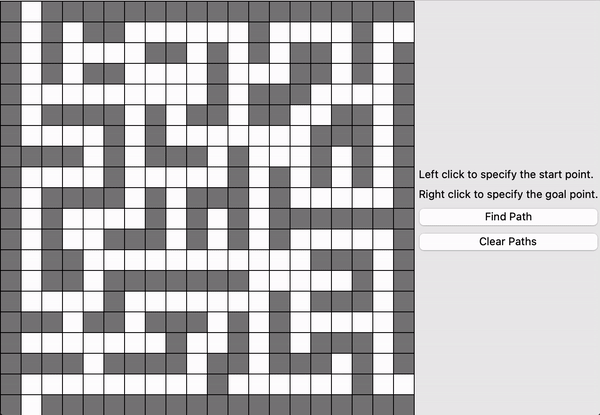 Left click to specify the start point.
Right click to specify the goal point.
Find Path
Clear Paths